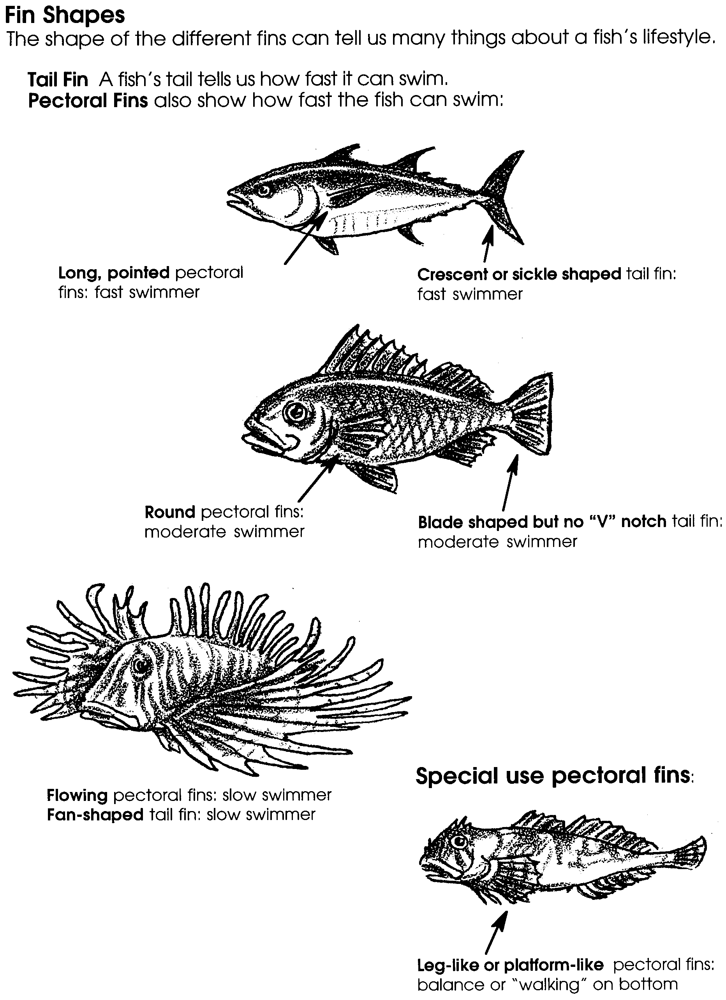 Fin Shapes
The shape of the different fins can tell us many things about a fish's lifestyle.
Tail Fin A fish's tail tells us how fast it can swim.
Pectoral Fins also show how fast the fish can swim:
Long, pointed pectoral
fins: fast swimmer
Crescent or sickle shaped tail fin:
fast swimmer
Round pectoral fins:
moderate swimmer
Blade shaped but no “V” notch tail fin:
moderate swimmer
Flowing pectoral fins: slow swimmer
Fan-shaped tail fin: slow swimmer
Special use pectoral fins:
Leg-like or platform-like pectoral fins:
balance or "walking" on bottom